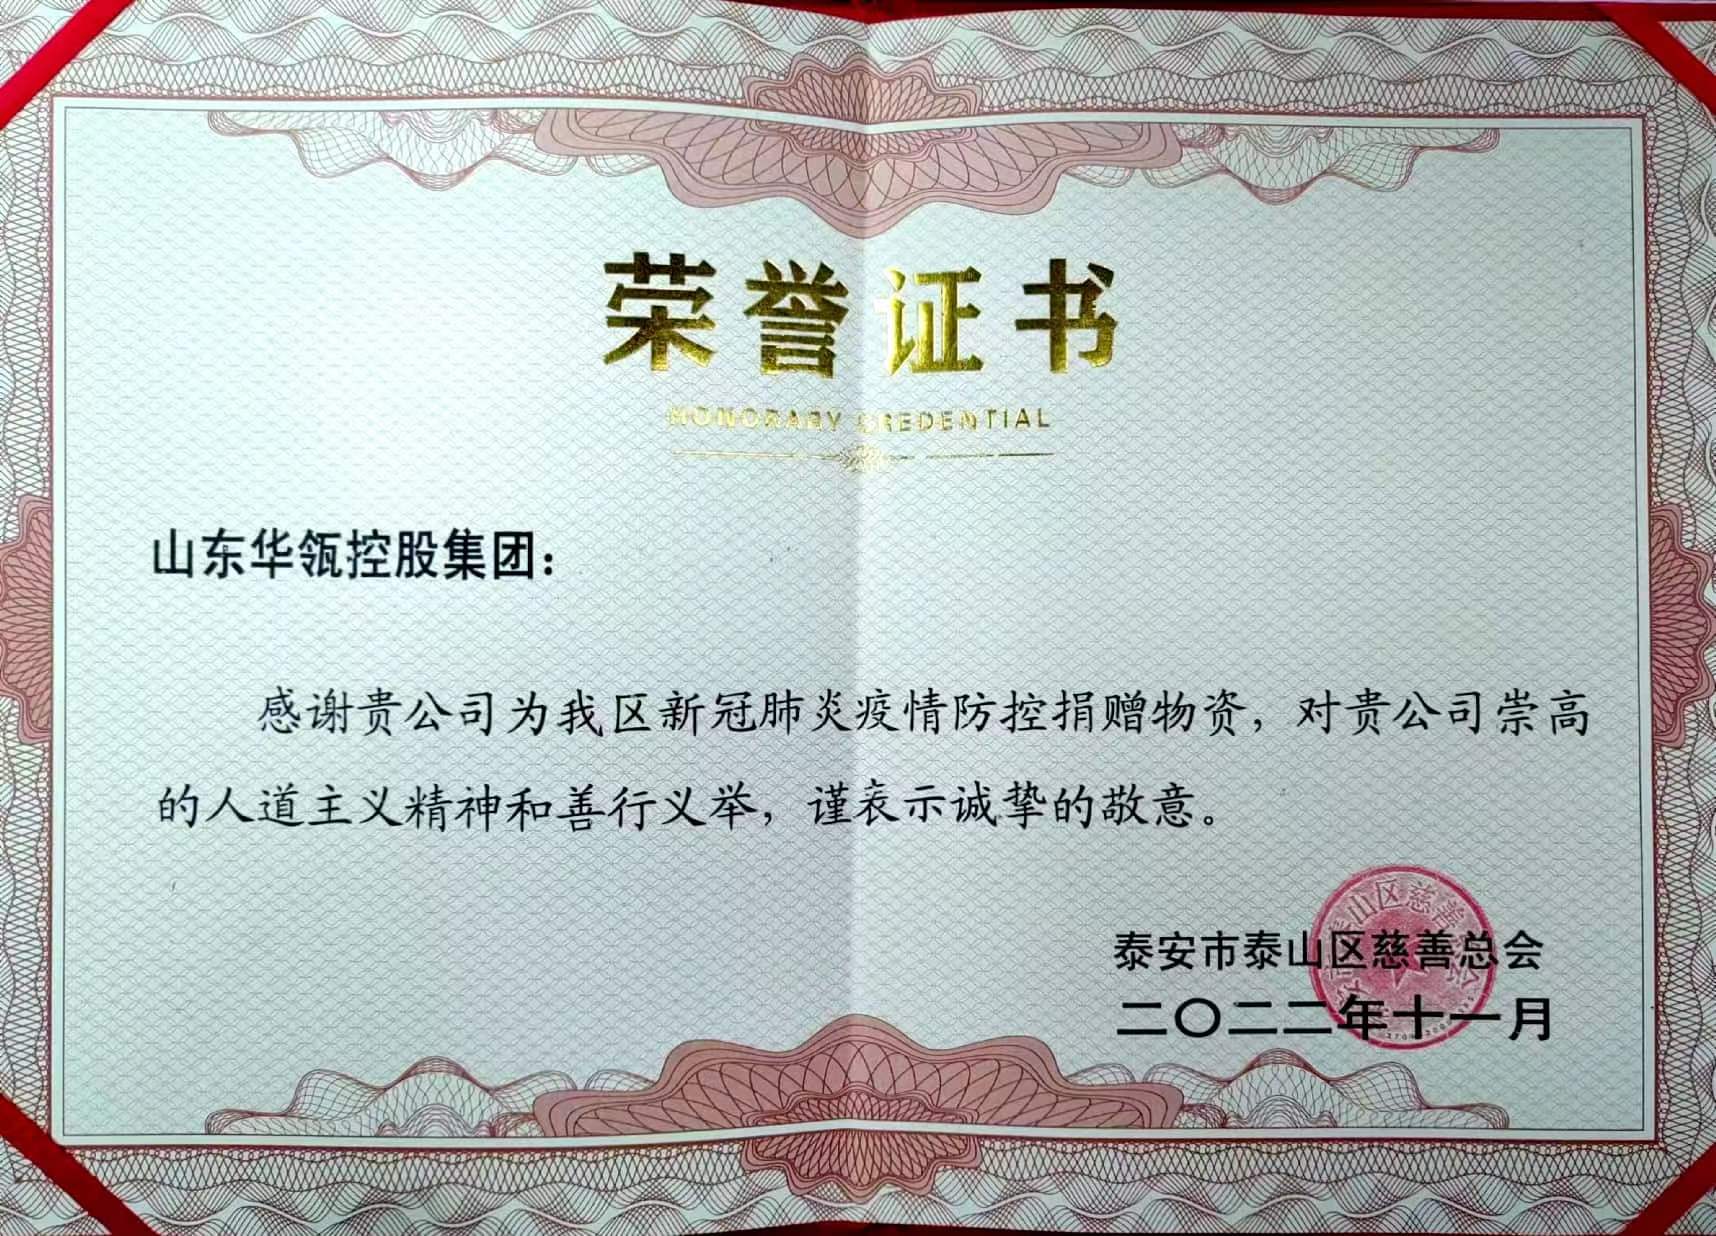 荣誉证书
HONORARY CREDENTIAL
山东华瓴控股集团：
感谢贵公司为我区新冠肺炎疫情防控捐赠物资，对贵公司崇高
的人道主义精神和善行义举，谨表示诚挚的敬意。
泰安市泰山区慈善总会
二〇二二年十一月